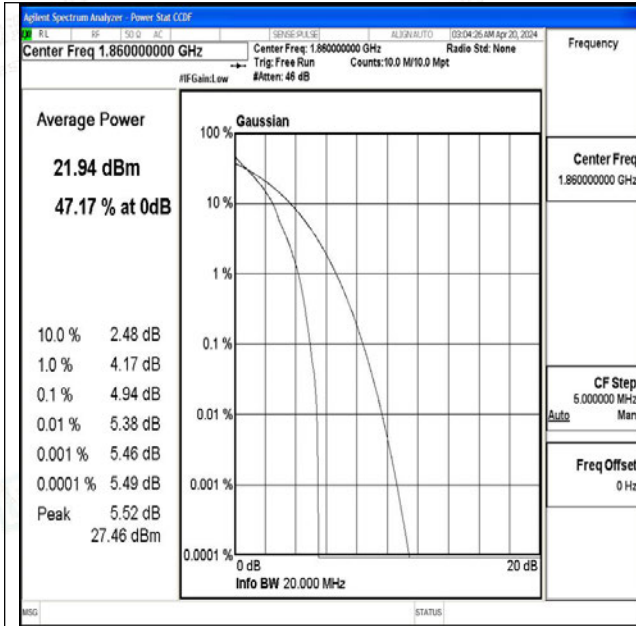 Agilent Spectrum Analyzer - Power Stat CCDF
RL RF 50 Ω AC SENSE:PULSE ALIGN AUTO 03:04:26 AM Apr 20, 2024
Center Freq 1.860000000 GHz
Center Freq: 1.860000000 GHz Radio Std: None
Trig: Free Run Counts:10.0 M/10.0 Mpt
#IFGain:Low #Atten: 46 dB
Frequency
Average Power
21.94 dBm
47.17 % at 0dB
10.0 % 2.48 dB
1.0 % 4.17 dB
0.1 % 4.94 dB
0.01 % 5.38 dB
0.001 % 5.46 dB
0.0001 % 5.49 dB
Peak 5.52 dB
27.46 dBm
Gaussian
100 %
10 %
1 %
0.1 %
0.01 %
0.001 %
0.0001 %
0 dB 20 dB
Info BW 20.000 MHz
Center Freq
1.860000000 GHz
CF Step
5.000000 MHz
Auto Man
Freq Offset
0 Hz
MSG STATUS